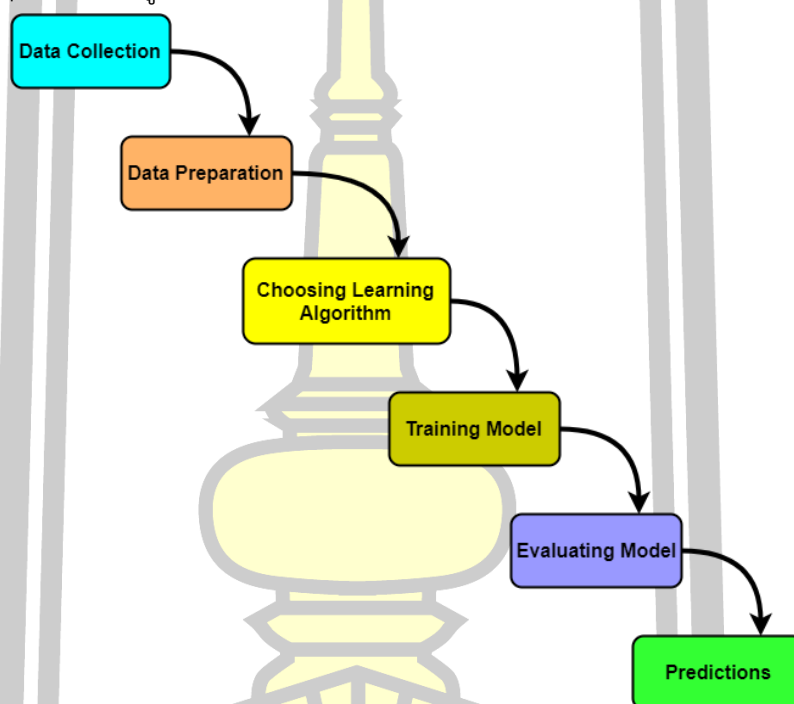 Data Collection
Data Preparation
Choosing Learning
Algorithm
Training Model
Evaluating Model
Predictions